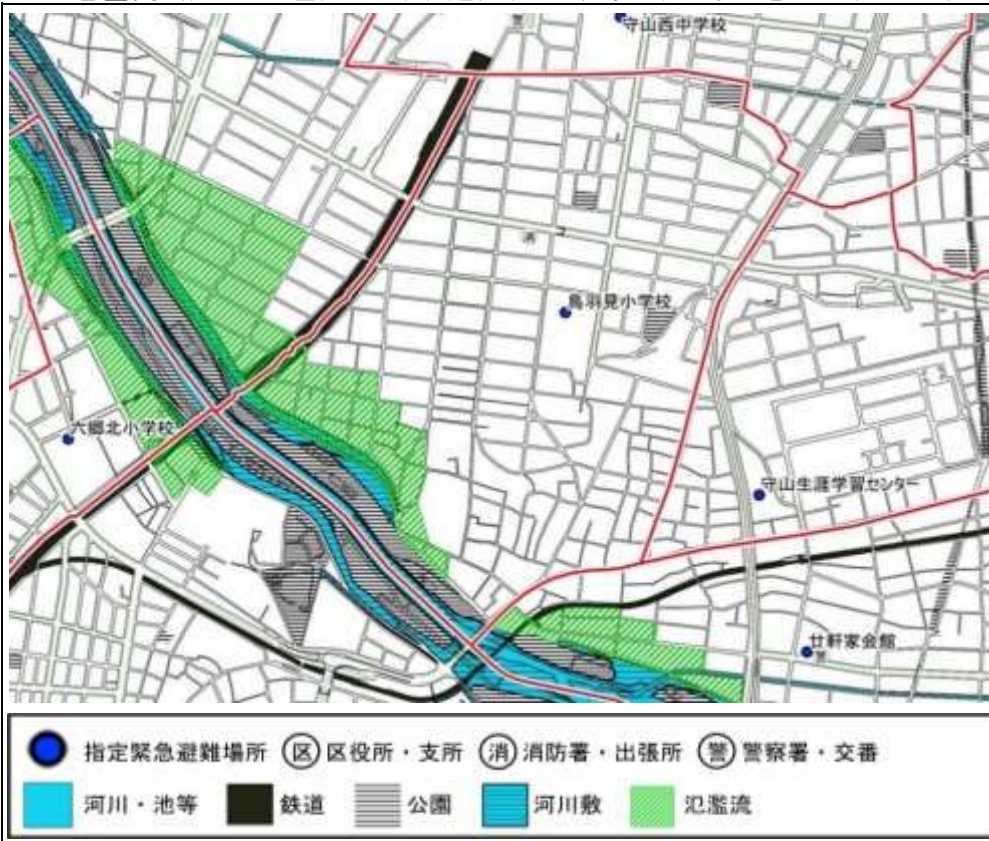 守山西中学校
消
鳥羽見小学校
六郷北小学校
守山生涯学習センター
廿軒家会館
指定緊急避難場所 区 区役所・支所 消 消防署・出張所 警 警察署・交番
河川・池等 鉄道 公園 河川敷 氾濫流